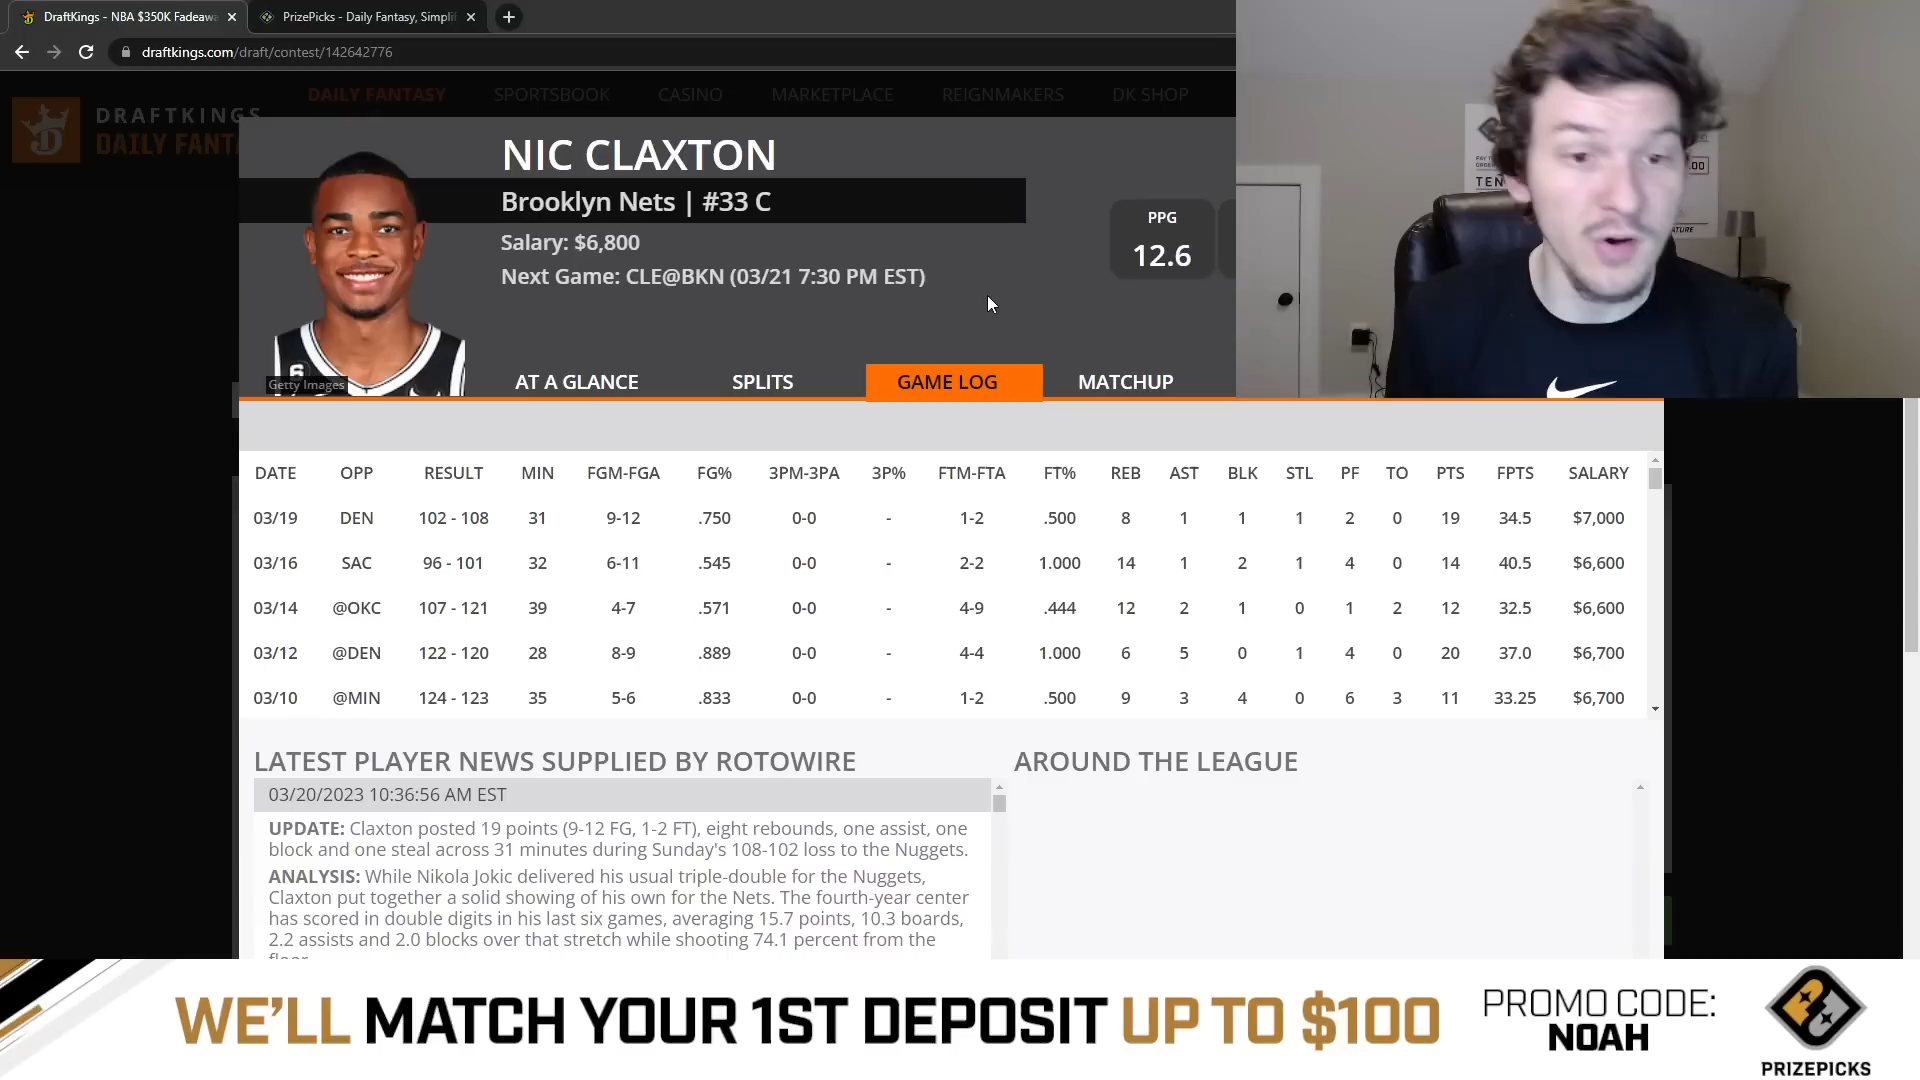 DraftKings - NBA $350K Fadeawa
PrizePicks - Daily Fantasy, Simplif
draftkings.com/draft/contest/142642776
DRAFTKINGS
DAILY FANT
DAILY FANTASY SPORTSBOOK CASINO MARKETPLACE REIGNMAKERS DK SHOP
NIC CLAXTON
Brooklyn Nets | #33 C
Salary: $6,800
Next Game: CLE@BKN (03/21 7:30 PM EST)
PPG
12.6
TEN
.00
ATURE
6
Getty Images
AT A GLANCE SPLITS GAME LOG MATCHUP
DATE OPP RESULT MIN FGM-FGA FG% 3PM-3PA 3P% FTM-FTA FT% REB AST BLK STL PF TO PTS FPTS SALARY
03/19 DEN 102 - 108 31 9-12 .750 0-0 - 1-2 .500 8 1 1 1 2 0 19 34.5 $7,000
03/16 SAC 96 - 101 32 6-11 .545 0-0 - 2-2 1.000 14 1 2 1 4 0 14 40.5 $6,600
03/14 @OKC 107 - 121 39 4-7 .571 0-0 - 4-9 .444 12 2 1 0 1 2 12 32.5 $6,600
03/12 @DEN 122 - 120 28 8-9 .889 0-0 - 4-4 1.000 6 5 0 1 4 0 20 37.0 $6,700
03/10 @MIN 124 - 123 35 5-6 .833 0-0 - 1-2 .500 9 3 4 0 6 3 11 33.25 $6,700
LATEST PLAYER NEWS SUPPLIED BY ROTOWIRE
03/20/2023 10:36:56 AM EST
UPDATE: Claxton posted 19 points (9-12 FG, 1-2 FT), eight rebounds, one assist, one
block and one steal across 31 minutes during Sunday's 108-102 loss to the Nuggets.
ANALYSIS: While Nikola Jokic delivered his usual triple-double for the Nuggets,
Claxton put together a solid showing of his own for the Nets. The fourth-year center
has scored in double digits in his last six games, averaging 15.7 points, 10.3 boards,
2.2 assists and 2.0 blocks over that stretch while shooting 74.1 percent from the
AROUND THE LEAGUE
WE'LL MATCH YOUR 1ST DEPOSIT UP TO $100
PROMO CODE:
NOAH
PRIZEPICKS